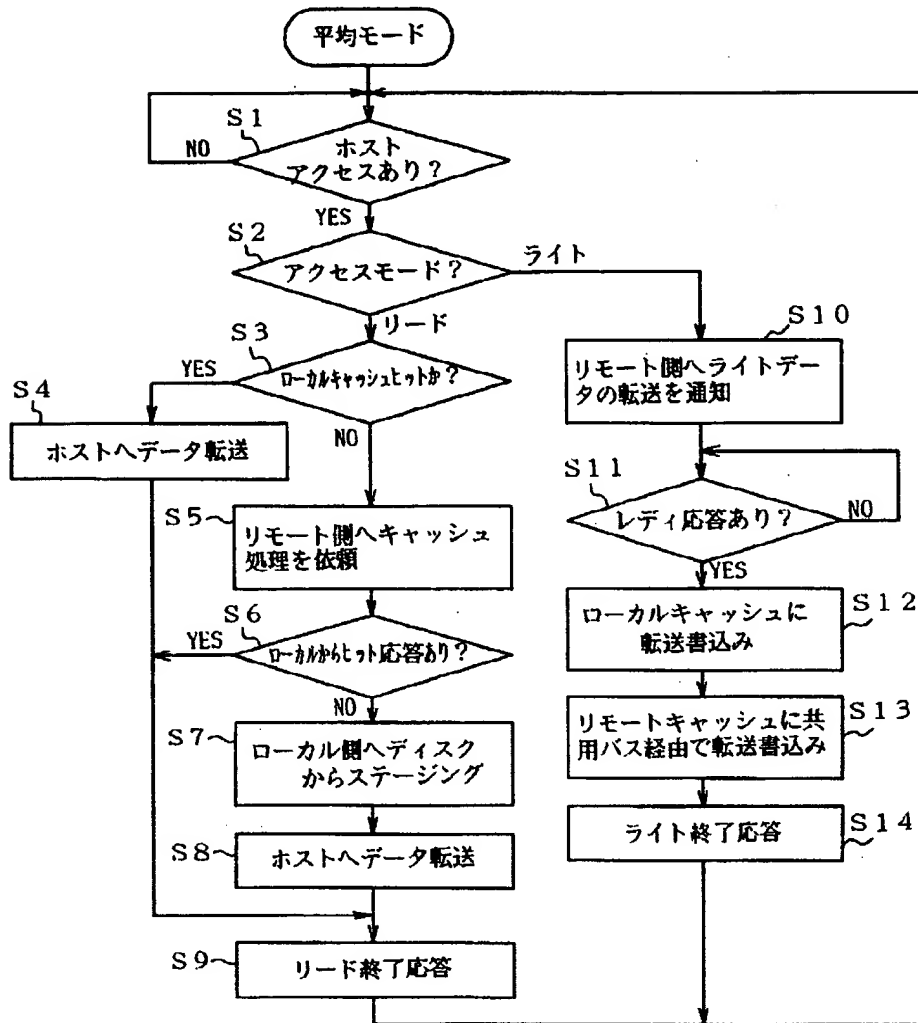 平均モード
S1
NO
ホスト
アクセスあり？
YES
S2
アクセスモード？
ライト
リード
S3
YES
ローカルキャッシュヒットか？
NO
S4
ホストへデータ転送
S5
リモート側へキャッシュ
処理を依頼
S6
YES
ローカルからヒット応答あり？
NO
S7
ローカル側へディスク
からステージング
S8
ホストへデータ転送
S9
リード終了応答
S10
リモート側へライトデー
タの転送を通知
S11
レディ応答あり？
NO
YES
ローカルキャッシュに
転送書込み
S12
リモートキャッシュに共
用バス経由で転送書込み
S13
ライト終了応答
S14